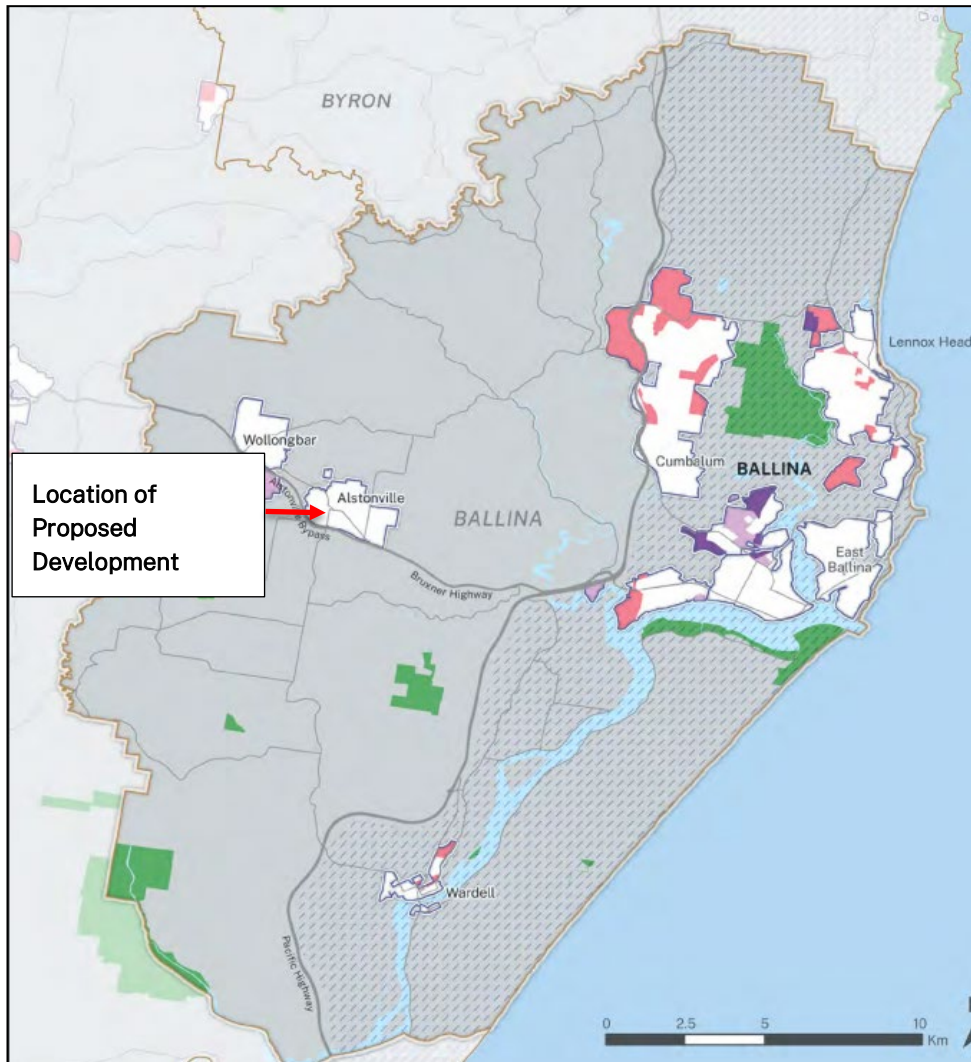 BYRON
Lennox Head
Wollongbar
Cumbalum
BALLINA
Location of
Proposed
Development
Alstonville
Alstonville
Bypass
BALLINA
East
Ballina
Bruxner Highway
Wardell
Pacific Highway
0 2.5 5 10
Km